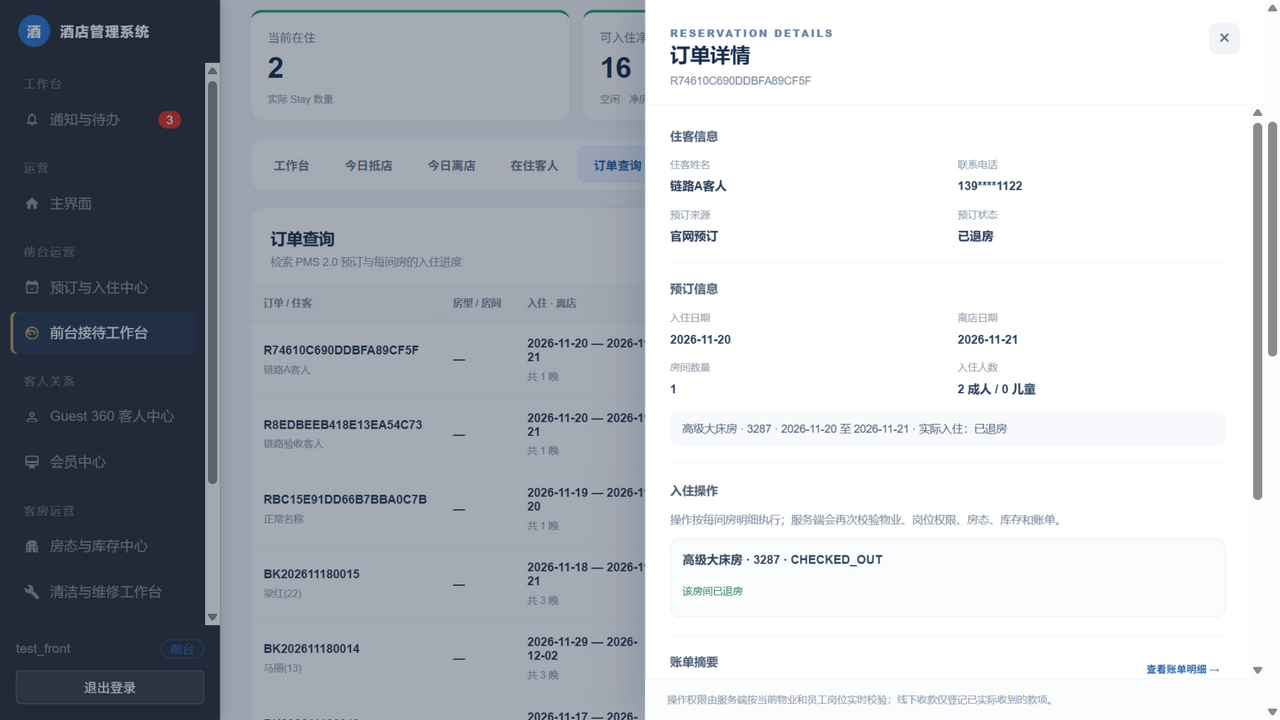 酒 酒店管理系统
工作台
通知与待办 3
运营
主界面
前台运营
预订与入住中心
前台接待工作台
客人关系
Guest 360 客人中心
会员中心
客房运营
房态与库存中心
清洁与维修工作台
test_front 前台
退出登录
当前在住
2
实际 Stay 数量
可入住净
16
空闲 · 净房
工作台 今日抵店 今日离店 在住客人 订单查询
订单查询
检索 PMS 2.0 预订与每间房的入住进度
订单 / 住客 房型 / 房间 入住 · 离店
R74610C690DDBFA89CF5F
链路A客人
—
2026-11-20 — 2026-11-
21
共 1 晚
R8EDBEEB418E13EA54C73
链路验收客人
—
2026-11-20 — 2026-11-
21
共 1 晚
RBC15E91DD66B7BBA0C7B
正常名称
—
2026-11-19 — 2026-11-
20
共 1 晚
BK202611180015
梁红(22)
—
2026-11-18 — 2026-11-
21
共 3 晚
BK202611180014
马丽(13)
—
2026-11-29 — 2026-
12-02
共 3 晚
2026-11-17 — 2026-
RESERVATION DETAILS
订单详情
R74610C690DDBFA89CF5F
×
住客信息
住客姓名 联系电话
链路A客人 139****1122
预订来源 预订状态
官网预订 已退房
预订信息
入住日期 离店日期
2026-11-20 2026-11-21
房间数量 入住人数
1 2 成人 / 0 儿童
高级大床房 · 3287 · 2026-11-20 至 2026-11-21 · 实际入住：已退房
入住操作
操作按每间房明细执行；服务端会再次校验物业、岗位权限、房态、库存和账单。
高级大床房 · 3287 · CHECKED_OUT
该房间已退房
账单摘要 查看账单明细 →
操作权限由服务端按当前物业和员工岗位实时校验；线下收款仅登记已实际收到的款项。